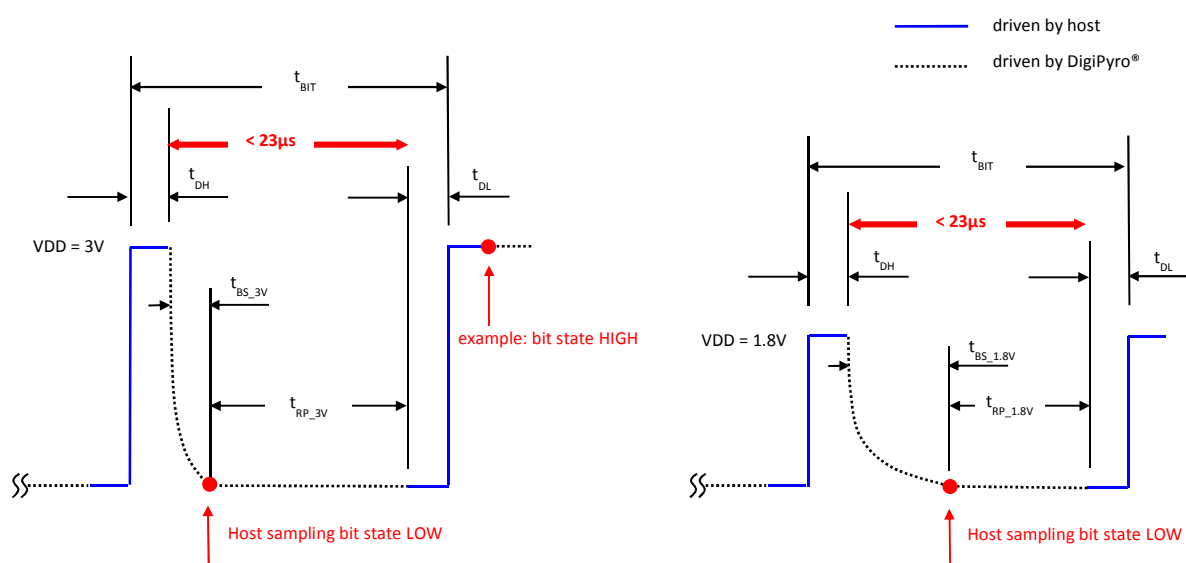 driven by host
driven by DigiPyro®
tBIT
< 23µs
tDH
tDL
VDD = 3V
tBS_3V
example: bit state HIGH
tRP_3V
Host sampling bit state LOW
tBIT
< 23µs
tDH
tDL
VDD = 1.8V
tBS_1.8V
tRP_1.8V
Host sampling bit state LOW